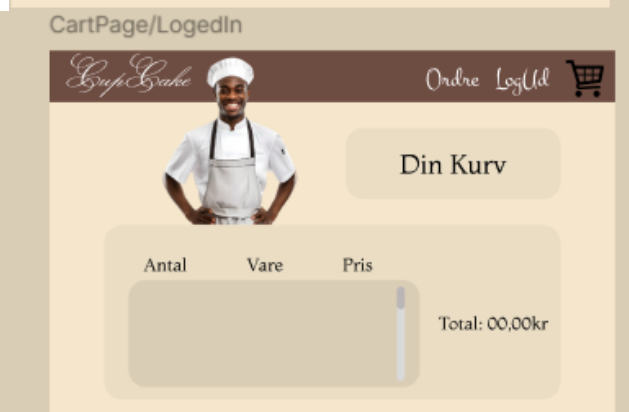 CartPage/LogedIn
CupCake Ordre LogUd
Din Kurv
Antal Vare Pris
Total: 00,00kr